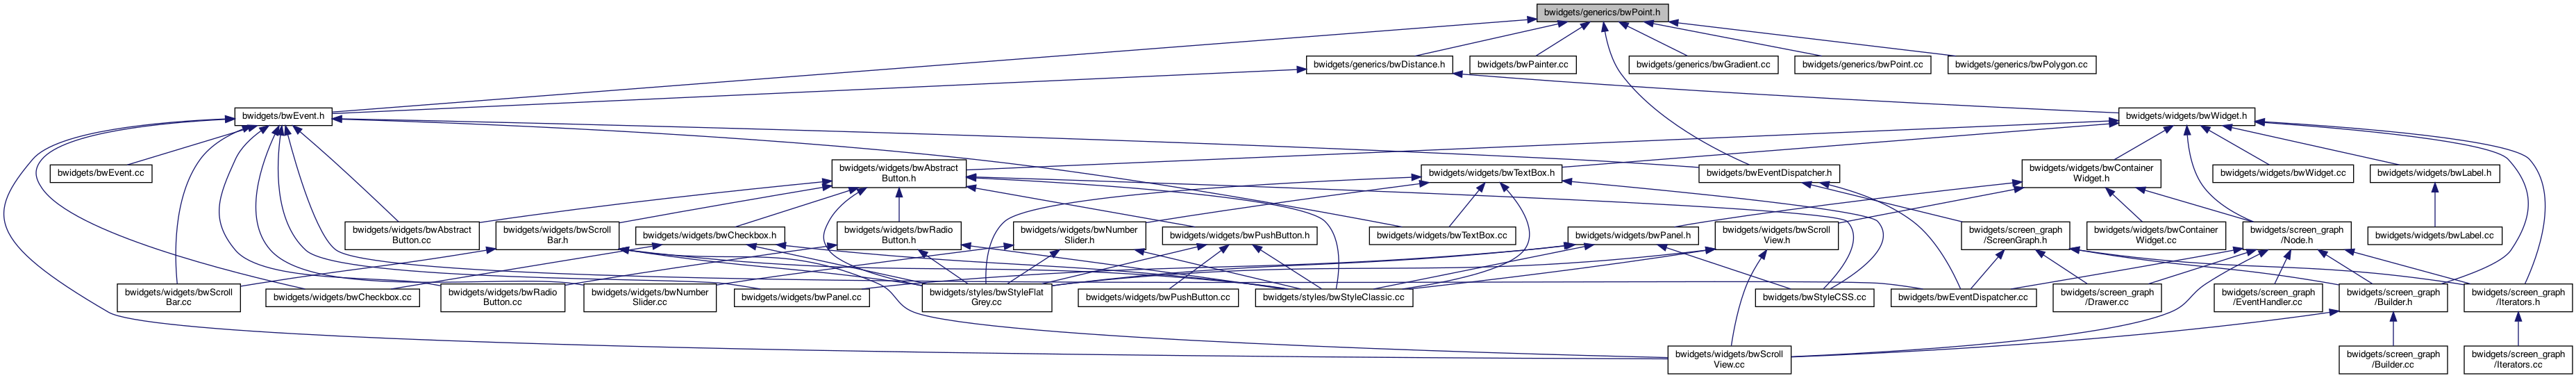 bwidgets/generics/bwPoint.h
bwidgets/generics/bwDistance.h
bwidgets/bwPainter.cc
bwidgets/generics/bwGradient.cc
bwidgets/generics/bwPoint.cc
bwidgets/generics/bwPolygon.cc
bwidgets/bwEvent.h
bwidgets/widgets/bwWidget.h
bwidgets/bwEvent.cc
bwidgets/widgets/bwAbstract
Button.h
bwidgets/widgets/bwTextBox.h
bwidgets/bwEventDispatcher.h
bwidgets/widgets/bwContainer
Widget.h
bwidgets/widgets/bwWidget.cc
bwidgets/widgets/bwLabel.h
bwidgets/widgets/bwAbstract
Button.cc
bwidgets/widgets/bwScroll
Bar.h
bwidgets/widgets/bwCheckbox.h
bwidgets/widgets/bwRadio
Button.h
bwidgets/widgets/bwNumber
Slider.h
bwidgets/widgets/bwPushButton.h
bwidgets/widgets/bwTextBox.cc
bwidgets/widgets/bwPanel.h
bwidgets/widgets/bwScroll
View.h
bwidgets/screen_graph
/ScreenGraph.h
bwidgets/widgets/bwContainer
Widget.cc
bwidgets/screen_graph
/Node.h
bwidgets/widgets/bwLabel.cc
bwidgets/widgets/bwScroll
Bar.cc
bwidgets/widgets/bwCheckbox.cc
bwidgets/widgets/bwRadio
Button.cc
bwidgets/widgets/bwNumber
Slider.cc
bwidgets/widgets/bwPanel.cc
bwidgets/styles/bwStyleFlat
Grey.cc
bwidgets/widgets/bwPushButton.cc
bwidgets/styles/bwStyleClassic.cc
bwidgets/bwStyleCSS.cc
bwidgets/bwEventDispatcher.cc
bwidgets/screen_graph
/Drawer.cc
bwidgets/screen_graph
/EventHandler.cc
bwidgets/screen_graph
/Builder.h
bwidgets/screen_graph
/Iterators.h
bwidgets/widgets/bwScroll
View.cc
bwidgets/screen_graph
/Builder.cc
bwidgets/screen_graph
/Iterators.cc